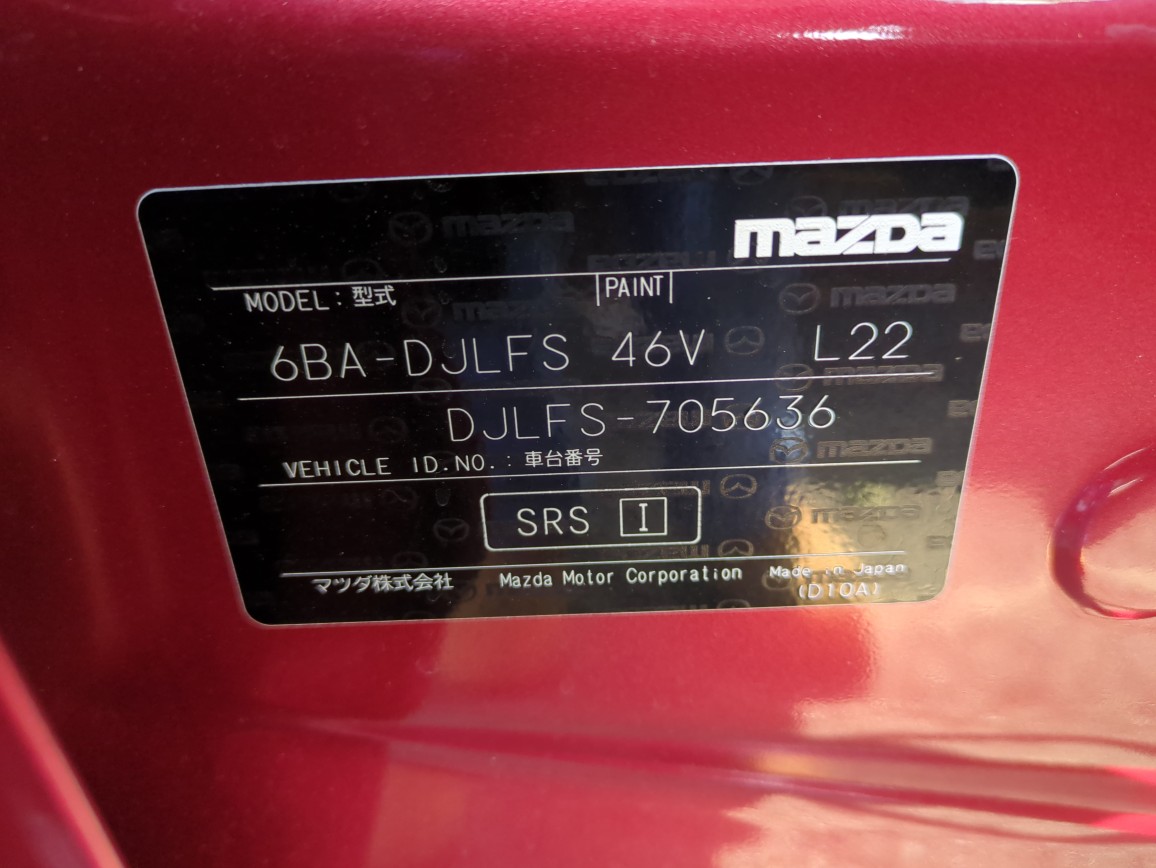 mazda
MODEL : 型式 PAINT
6BA-DJLFS 46V L22
DJLFS-705636
VEHICLE ID.NO. : 車台番号
SRS I
マツダ株式会社 Mazda Motor Corporation Made in Japan
(D10A)